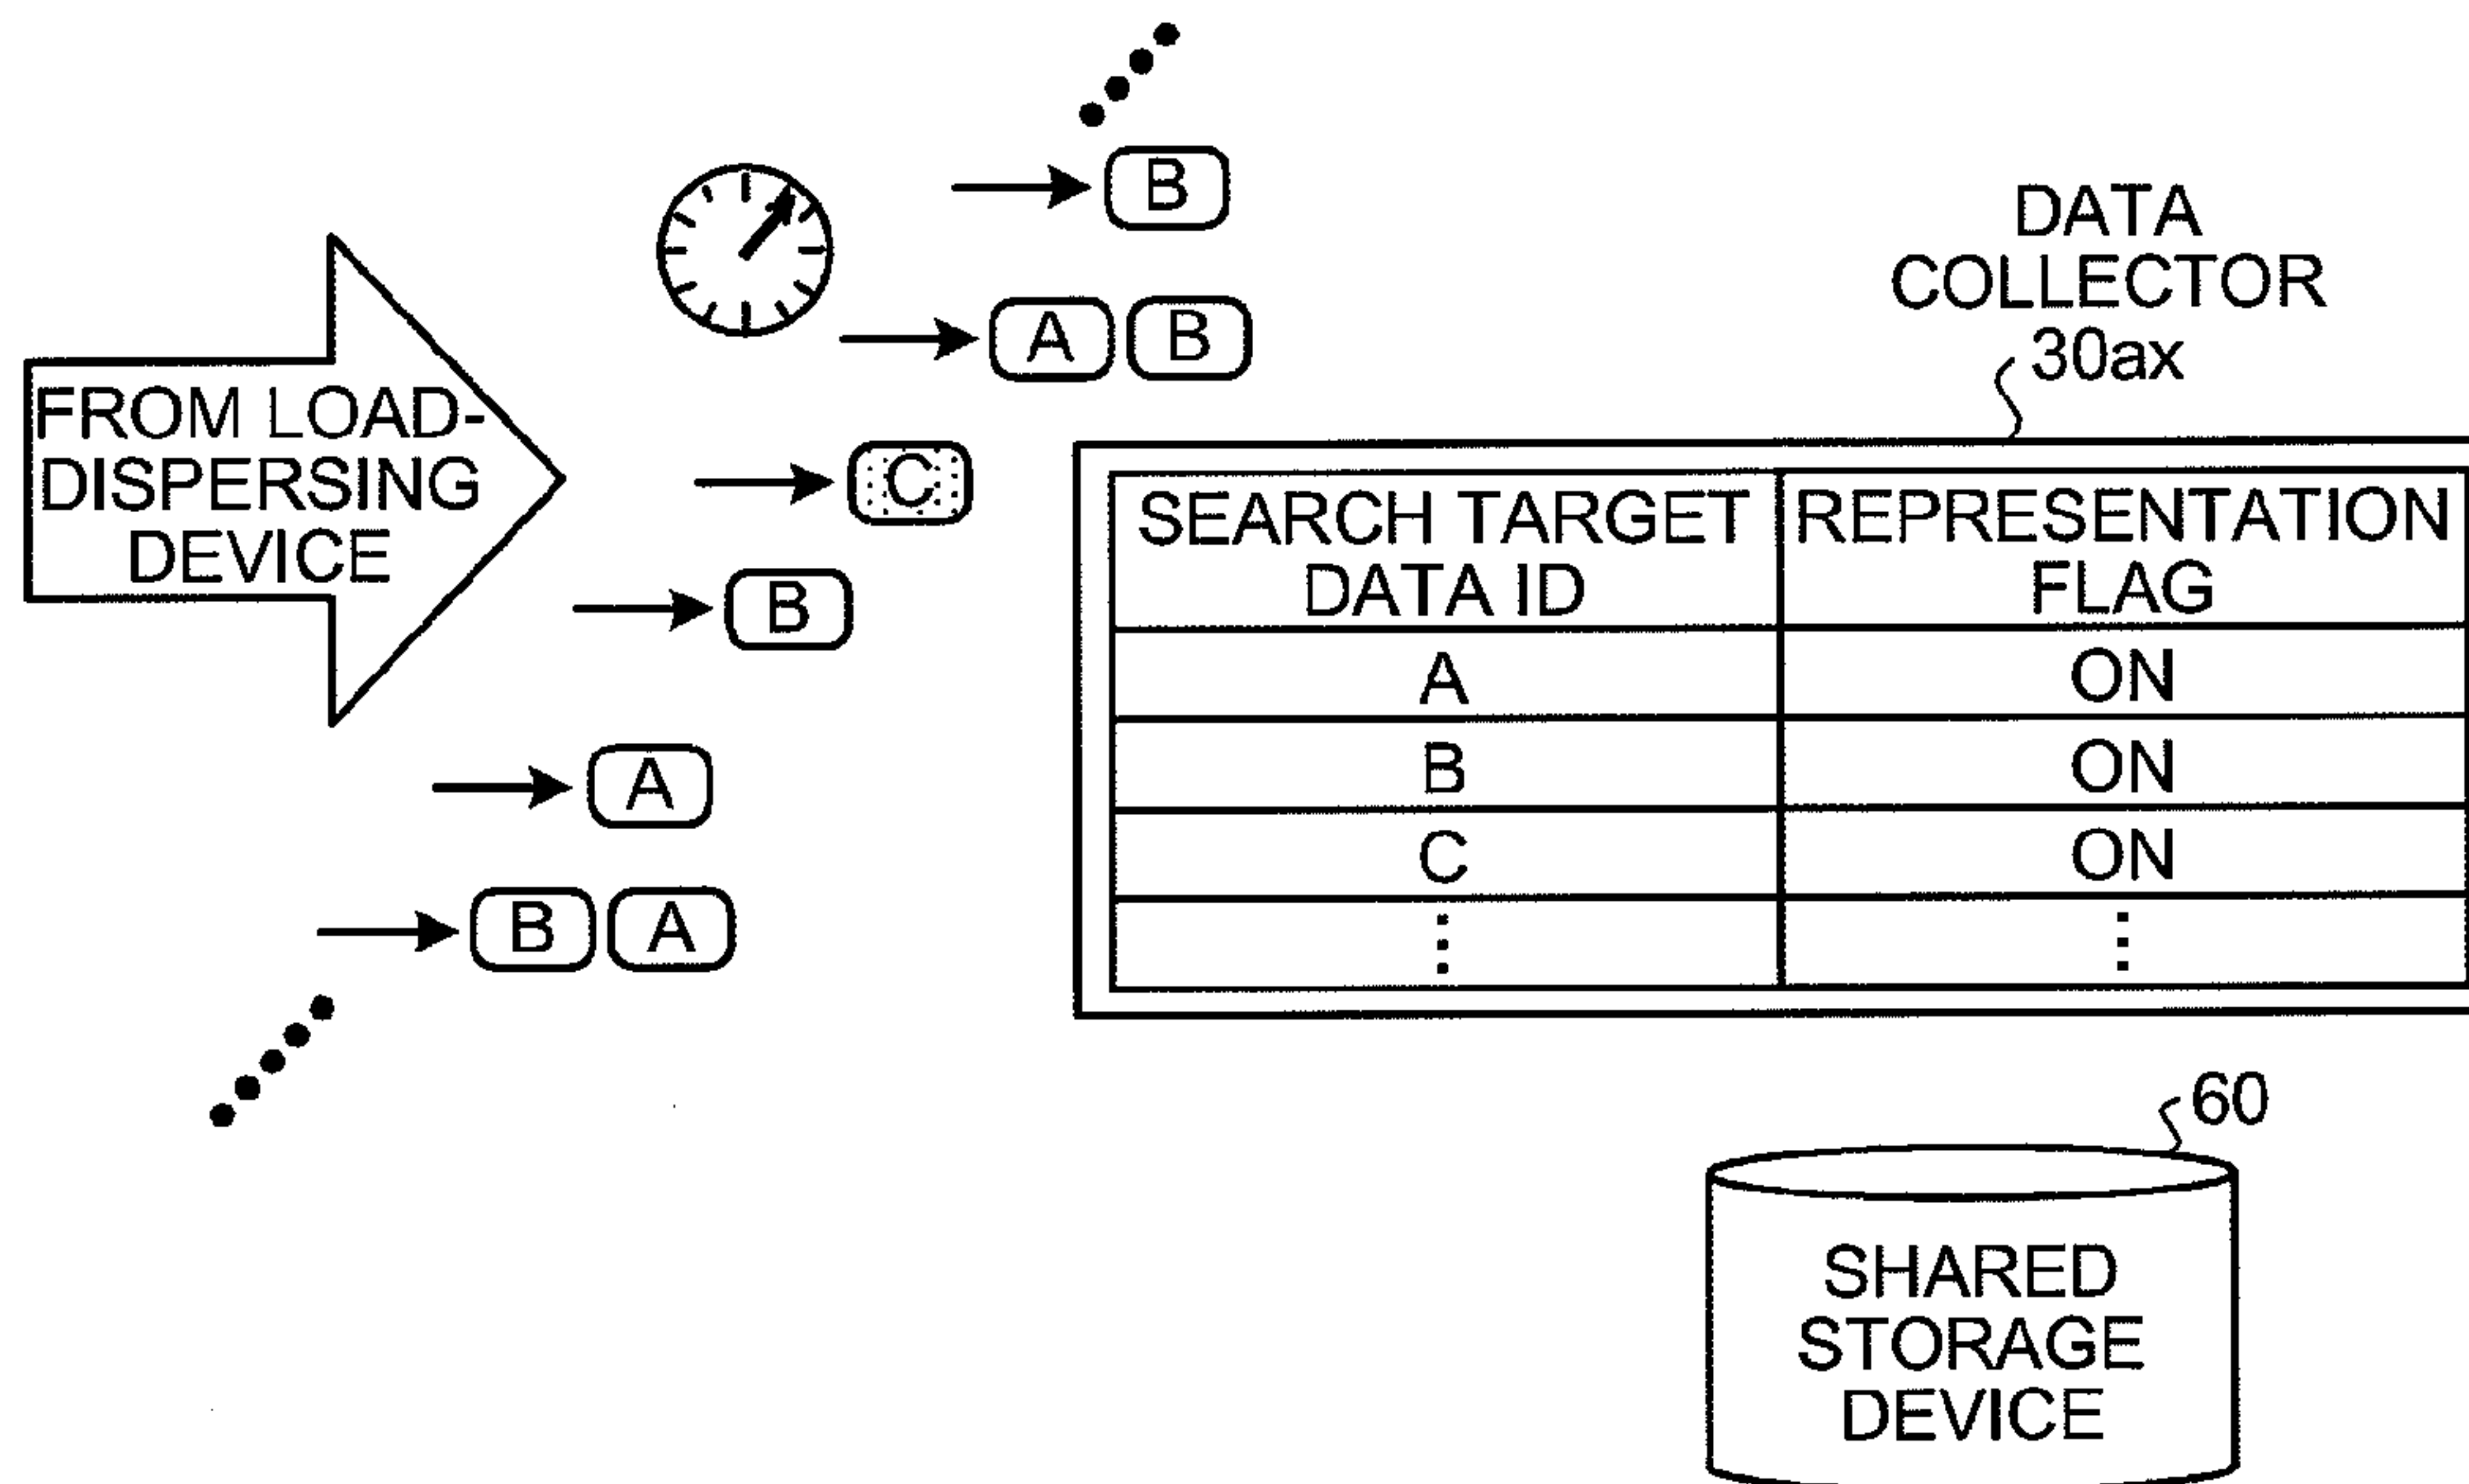 B
DATA
COLLECTOR
30ax
A B
FROM LOAD-
DISPERSING
DEVICE
C
B
A
B A
SEARCH TARGET
DATA ID
REPRESENTATION
FLAG
A ON
B ON
C ON
60
SHARED
STORAGE
DEVICE